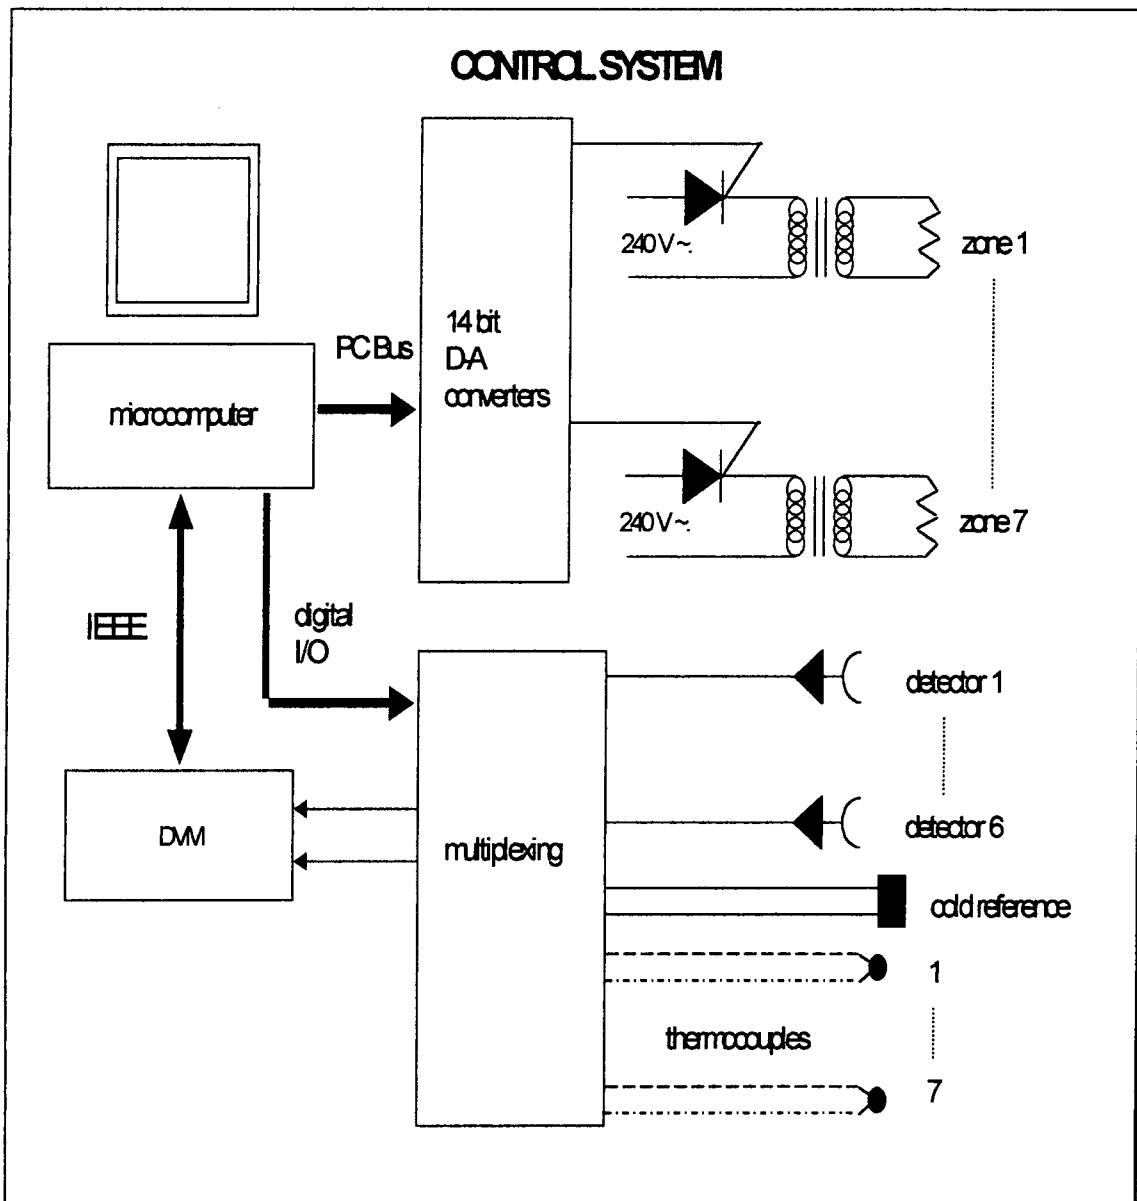 CONTROL SYSTEM
240V~.
zone 1
PC Bus
14 bit
D-A
converters
microcomputer
240V~.
zone 7
IEEE
digital
I/O
detector 1
DVM
multiplexing
detector 6
cold reference
1
thermocouples
7